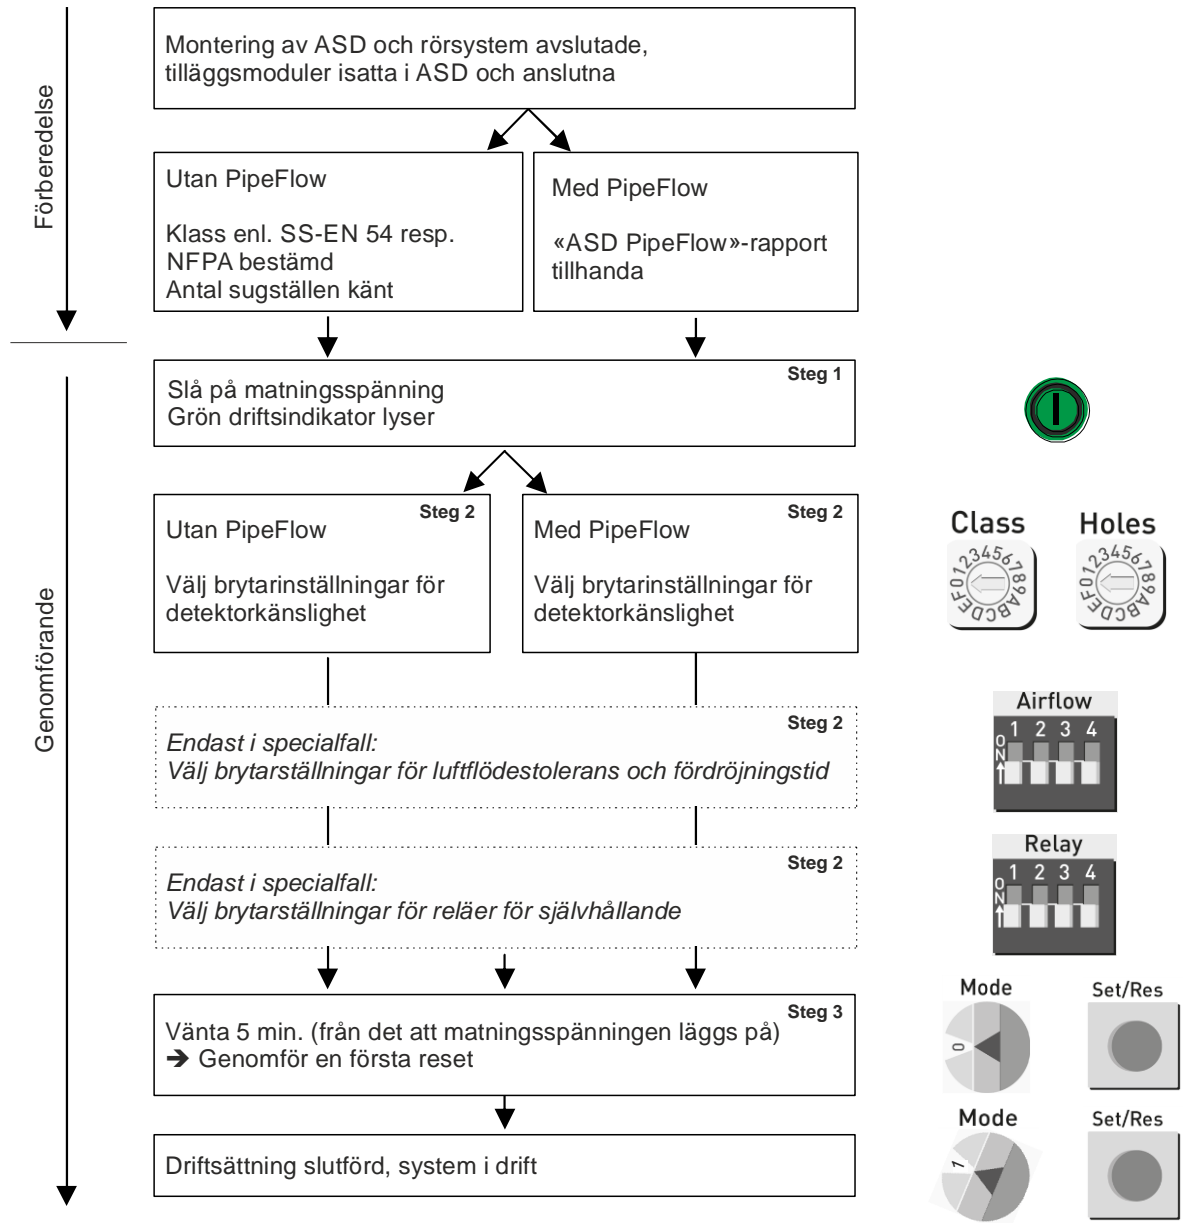 Förberedelse
Montering av ASD och rörsystem avslutade,
tilläggsmoduler isatta i ASD och anslutna
Utan PipeFlow
Klass enl. SS-EN 54 resp.
NFPA bestämd
Antal sugställen känt
Med PipeFlow
«ASD PipeFlow»-rapport
tillhanda
Genomförande
Steg 1
Slå på matningsspänning
Grön driftsindikator lyser
Steg 2
Utan PipeFlow
Välj brytarinställningar för
detektorkänslighet
Steg 2
Med PipeFlow
Välj brytarinställningar för
detektorkänslighet
Class
0123456789ABCDEF
Holes
0123456789ABCDEF
Steg 2
Endast i specialfall:
Välj brytarställningar för luftflödestolerans och fördröjningstid
Airflow
1 2 3 4
ON
Steg 2
Endast i specialfall:
Välj brytarställningar för reläer för självhållande
Relay
1 2 3 4
ON
Steg 3
Vänta 5 min. (från det att matningsspänningen läggs på)
➔ Genomför en första reset
Mode
0
Set/Res
Driftsättning slutförd, system i drift
Mode
1
Set/Res